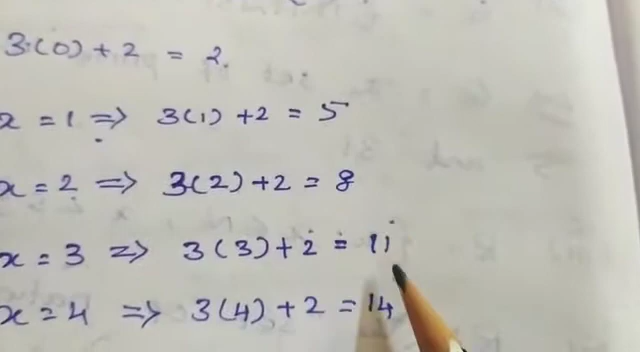 3(0) + 2 = 2.
x = 1 => 3(1) + 2 = 5
x = 2 => 3(2) + 2 = 8
x = 3 => 3(3) + 2 = 11
x = 4 => 3(4) + 2 = 14